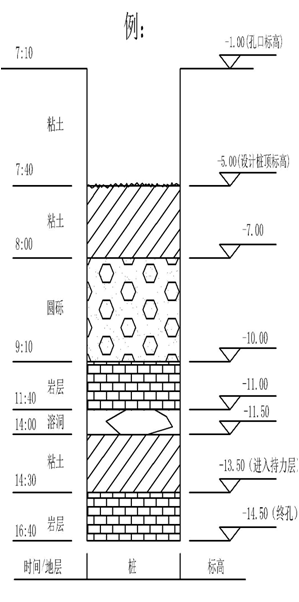 例：
7:10
-1.00(孔口标高)
粘土
7:40
-5.00(设计桩顶标高)
粘土
8:00
-7.00
圆砾
9:10
-10.00
岩层
11:40
-11.00
溶洞
14:00
-11.50
粘土
14:30
-13.50(进入持力层)
岩层
16:40
-14.50(终孔)
时间/地层
桩
标高